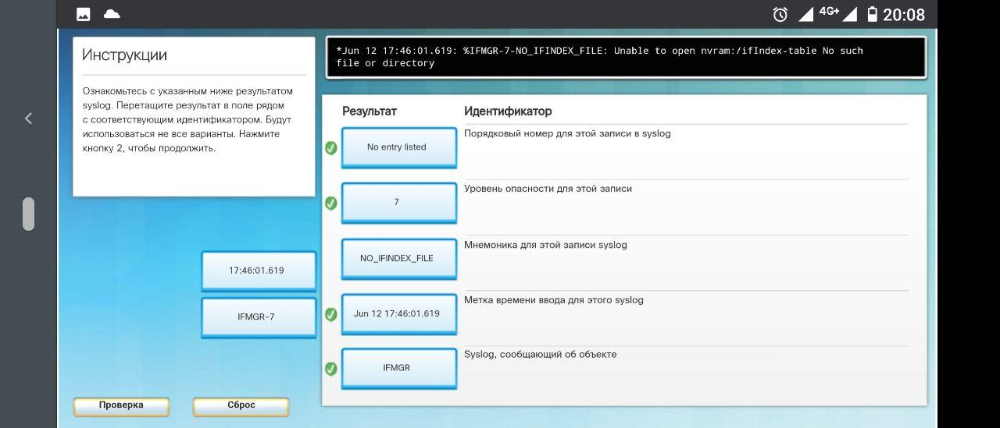 4G+ 20:08
Инструкции
Ознакомьтесь с указанным ниже результатом
syslog. Перетащите результат в поле рядом
с соответствующим идентификатором. Будут
использоваться не все варианты. Нажмите
кнопку 2, чтобы продолжить.
*Jun 12 17:46:01.619: %IFMGR-7-NO_IFINDEX_FILE: Unable to open nvram:/ifIndex-table No such
file or directory
Результат Идентификатор
No entry listed Порядковый номер для этой записи в syslog
7 Уровень опасности для этой записи
NO_IFINDEX_FILE Мнемоника для этой записи syslog
Jun 12 17:46:01.619 Метка времени ввода для этого syslog
IFMGR Syslog, сообщающий об объекте
17:46:01.619
IFMGR-7
Проверка Сброс